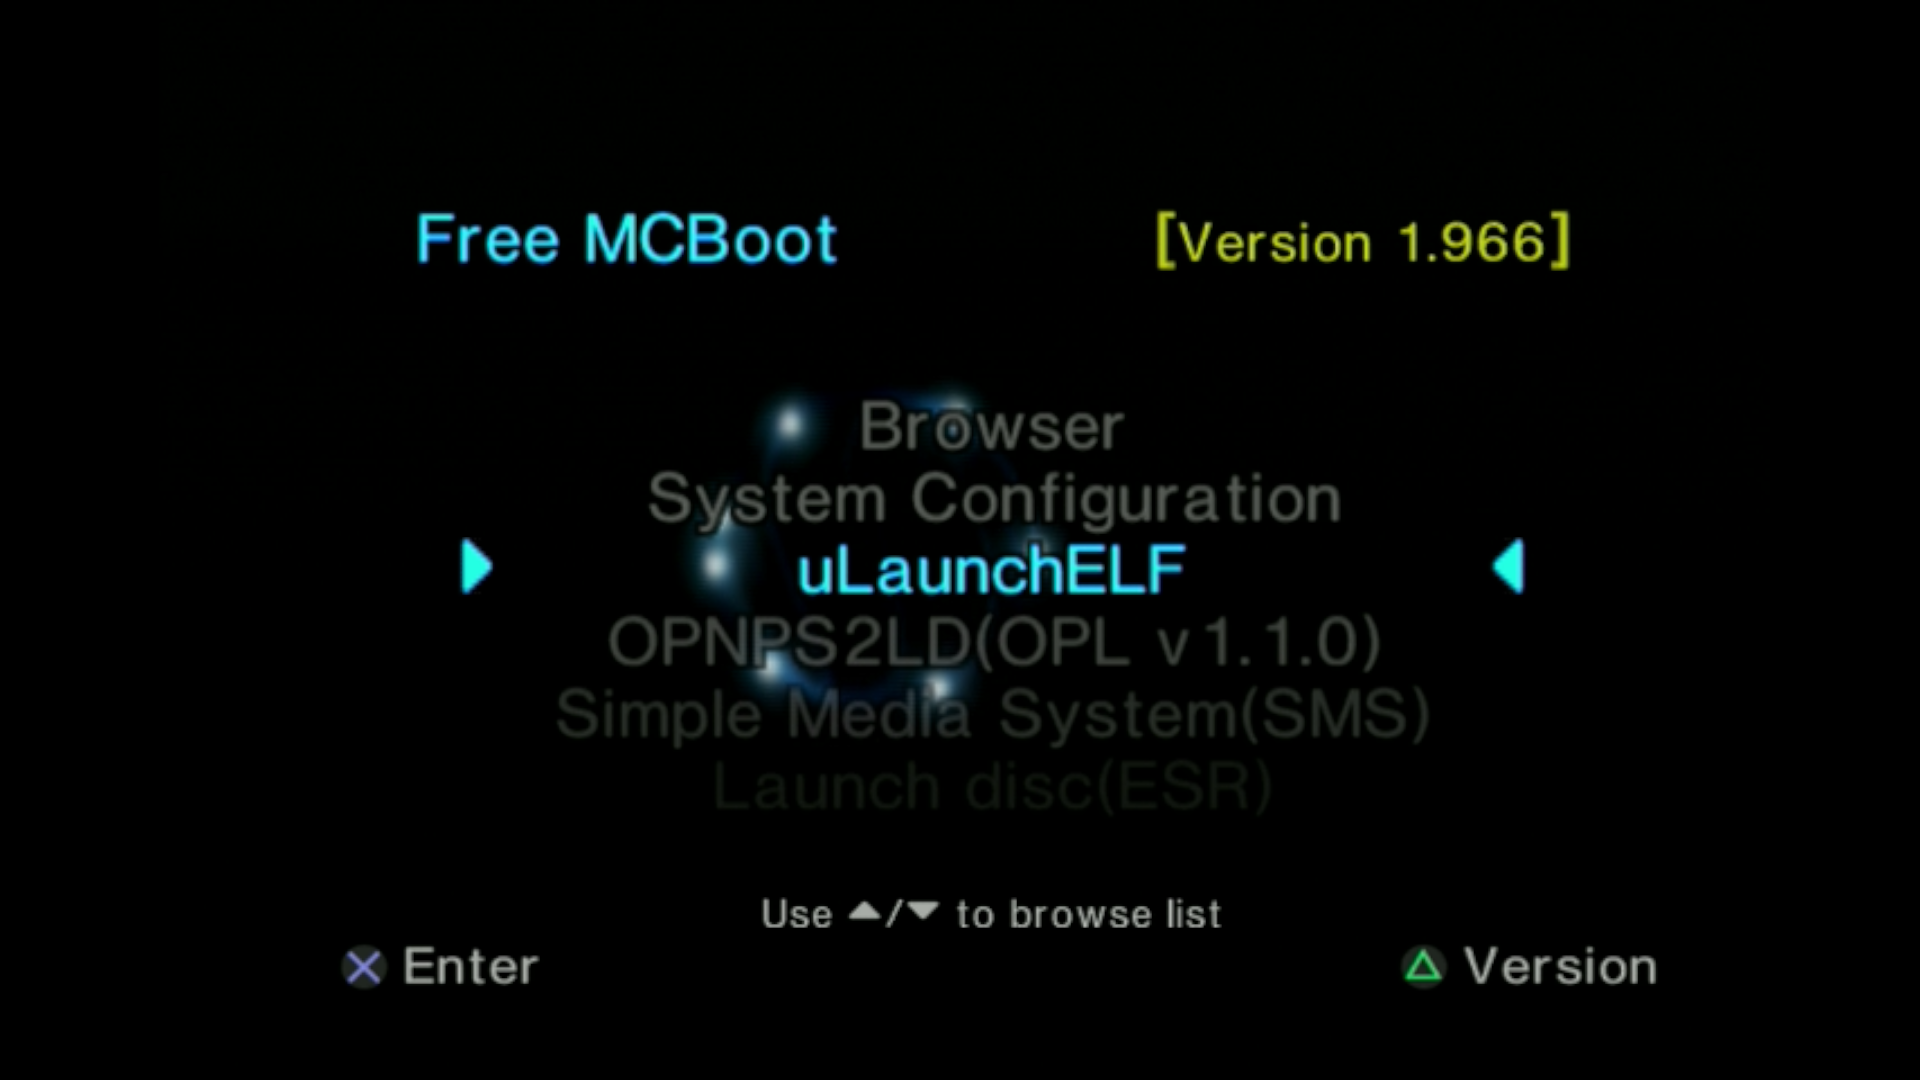 Free MCBoot [Version 1.966]
Browser
System Configuration
uLaunchELF
OPNPS2LD(OPL v1.1.0)
Simple Media System(SMS)
Launch disc(ESR)
Use ▲/▼ to browse list
Enter Version